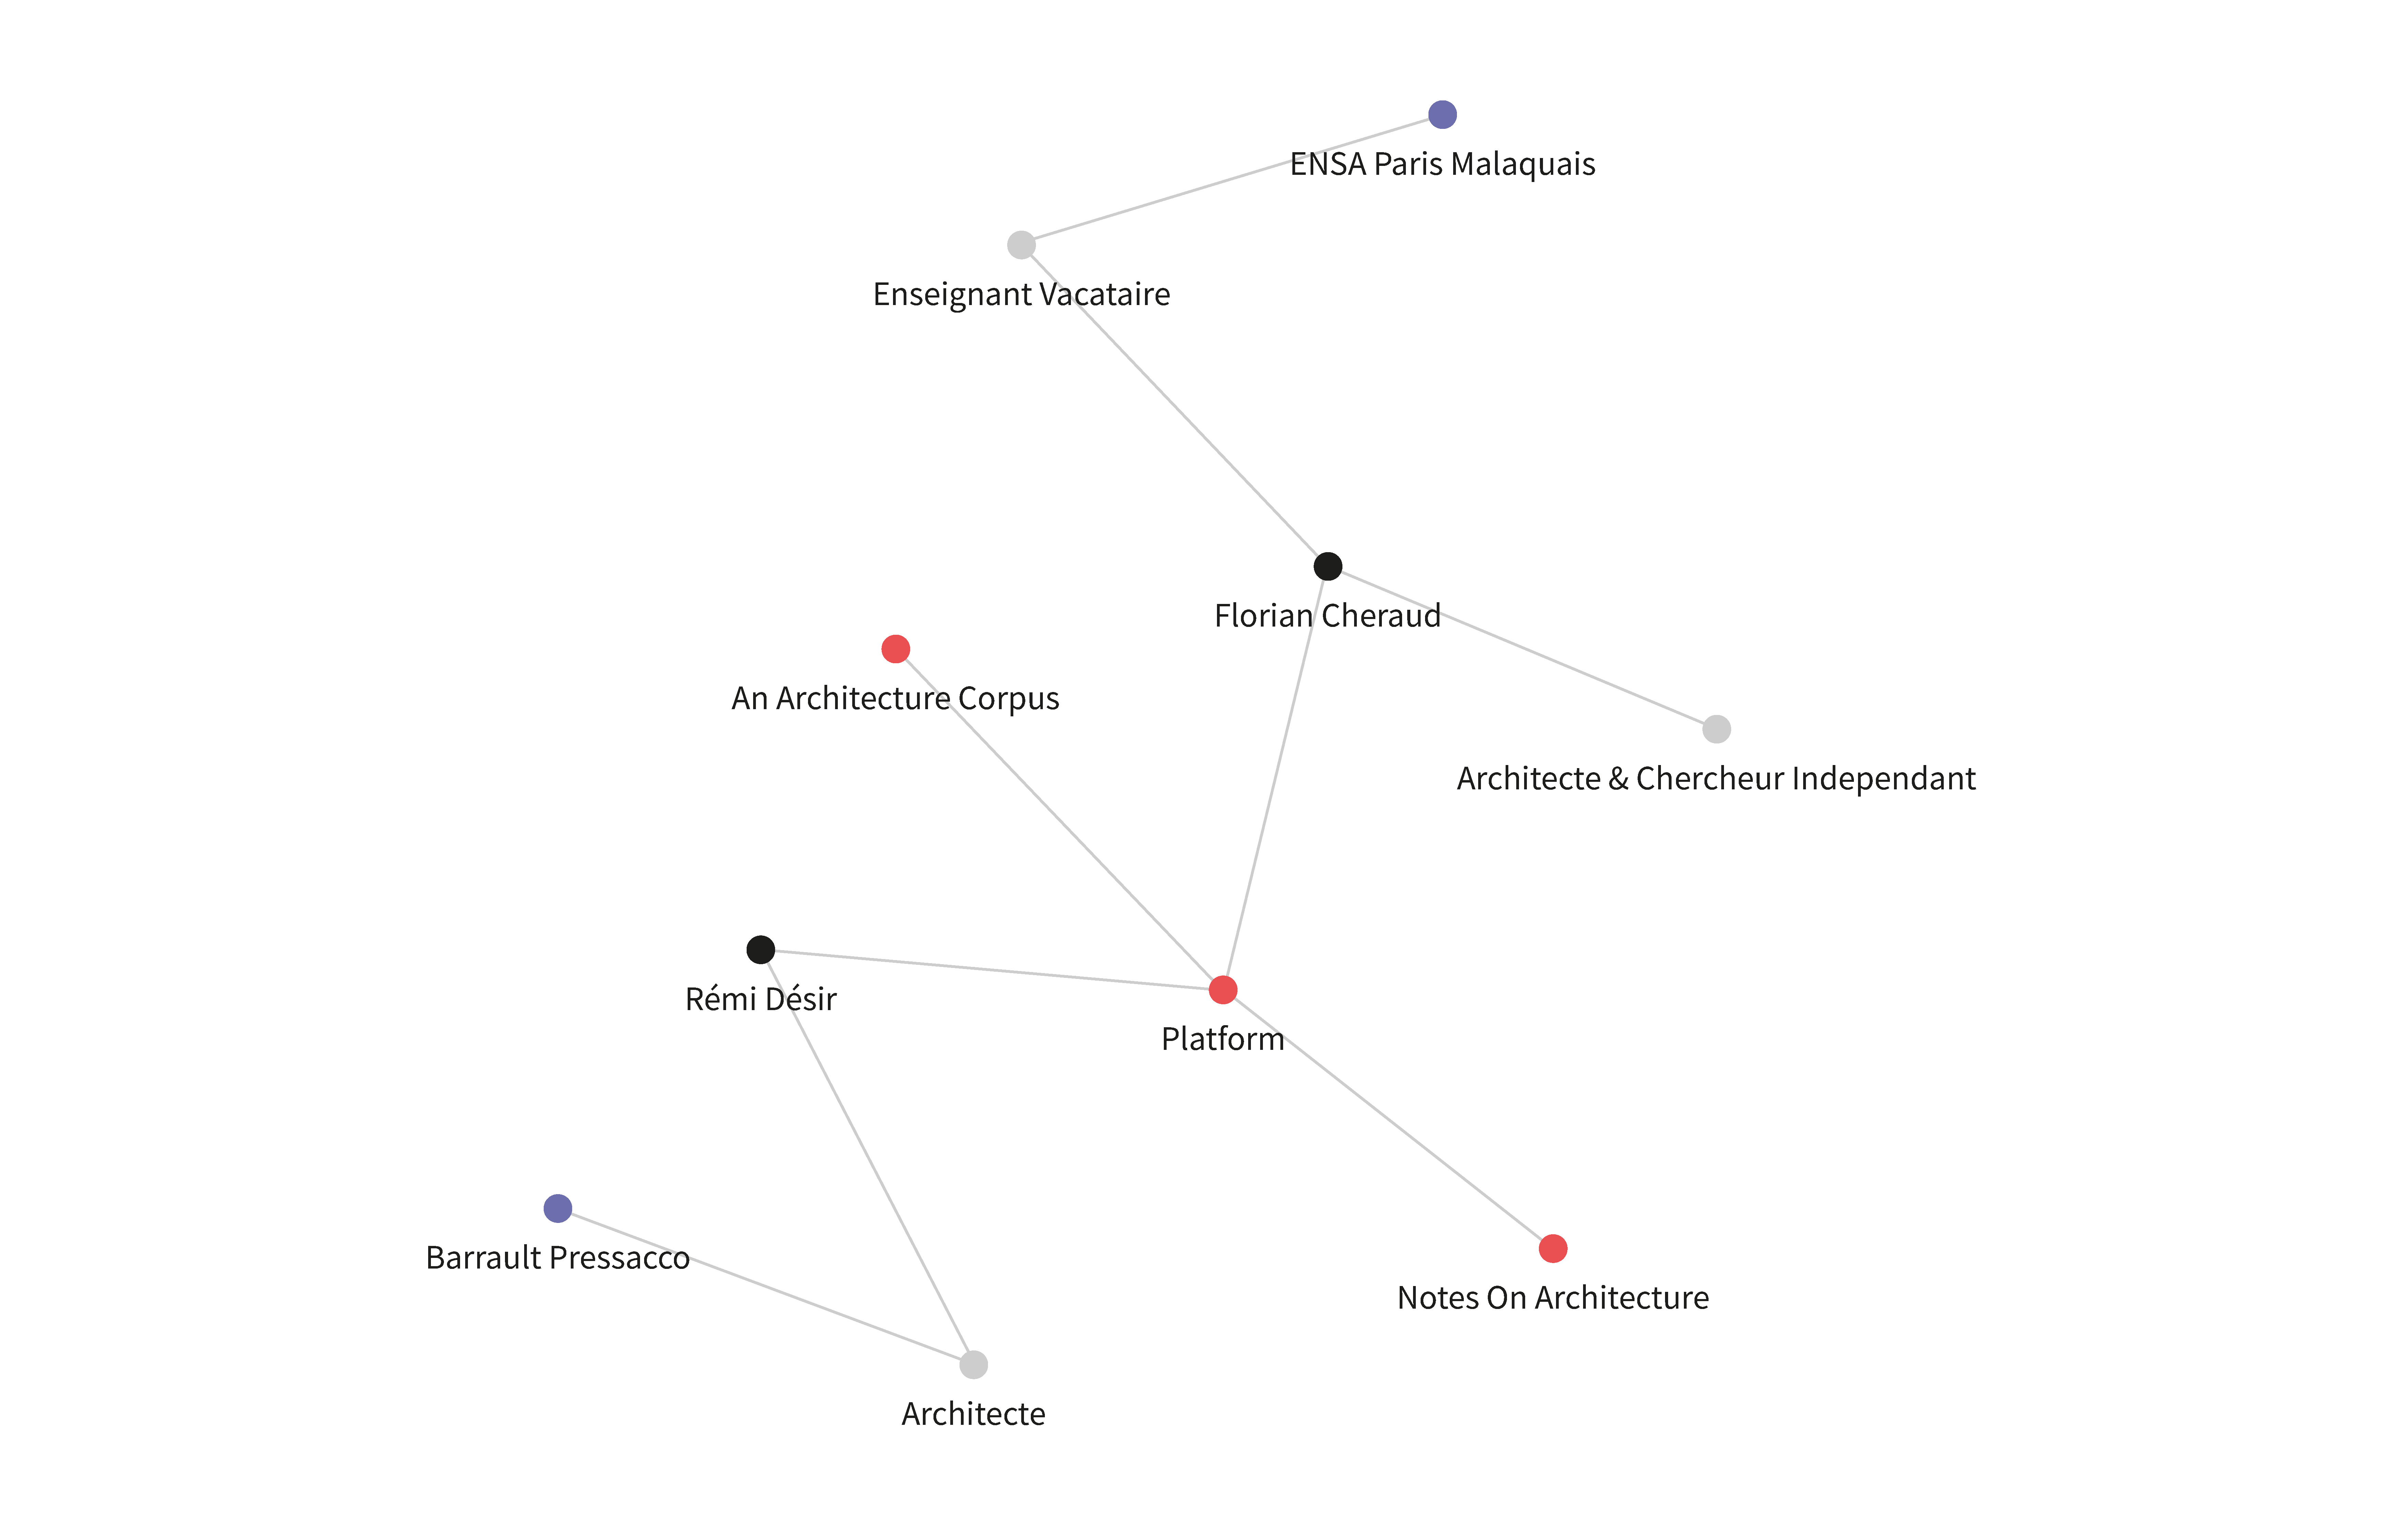 ENSA Paris Malaquais
Enseignant Vacataire
Florian Cheraud
An Architecture Corpus
Architecte & Chercheur Independant
Rémi Désir
Platform
Barrault Pressacco
Notes On Architecture
Architecte